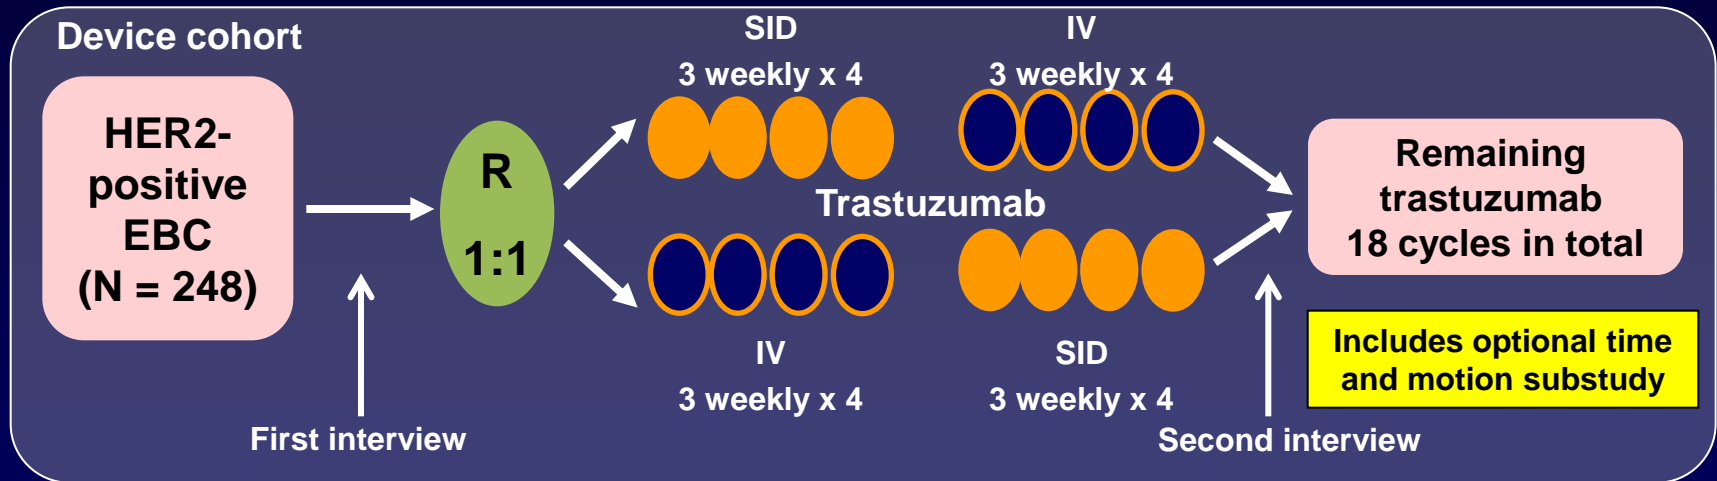 Device cohort
HER2-
positive
EBC
(N = 248)
First interview
R
1:1
SID
3 weekly x 4
IV
3 weekly x 4
Trastuzumab
IV
3 weekly x 4
SID
3 weekly x 4
Second interview
Remaining
trastuzumab
18 cycles in total
Includes optional time
and motion substudy